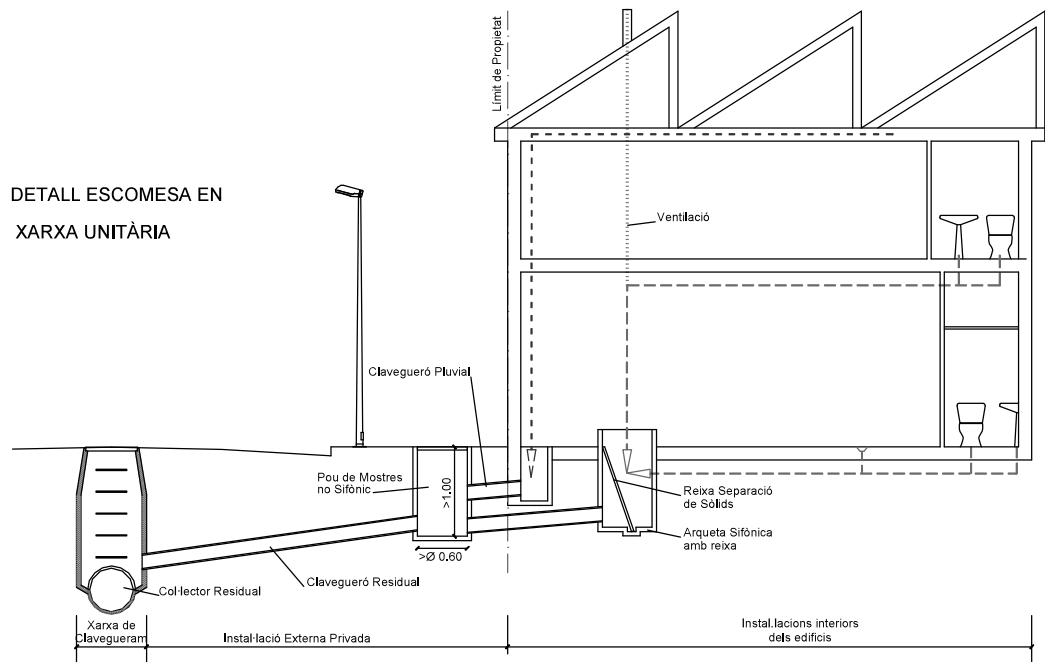 Límit de Propietat
DETALL ESCOMESA EN
XARXA UNITÀRIA
Ventilació
Clavegueró Pluvial
Pou de Mostres
no Sifònic
>1.00
Reixa Separació
de Sòlids
Arqueta Sifònica
amb reixa
>Ø 0.60
Clavegueró Residual
Col·lector Residual
Xarxa de
Clavegueram
Instal·lació Externa Privada
Instal.lacions interiors
dels edificis